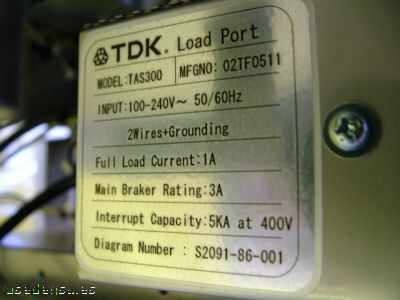 TDK. Load Port
MODEL:TAS300 MFGNO: 02TF0511
INPUT:100-240V~ 50/60Hz
2Wires+Grounding
Full Load Current:1A
Main Braker Rating:3A
Interrupt Capacity:5KA at 400V
Diagram Number : S2091-86-001